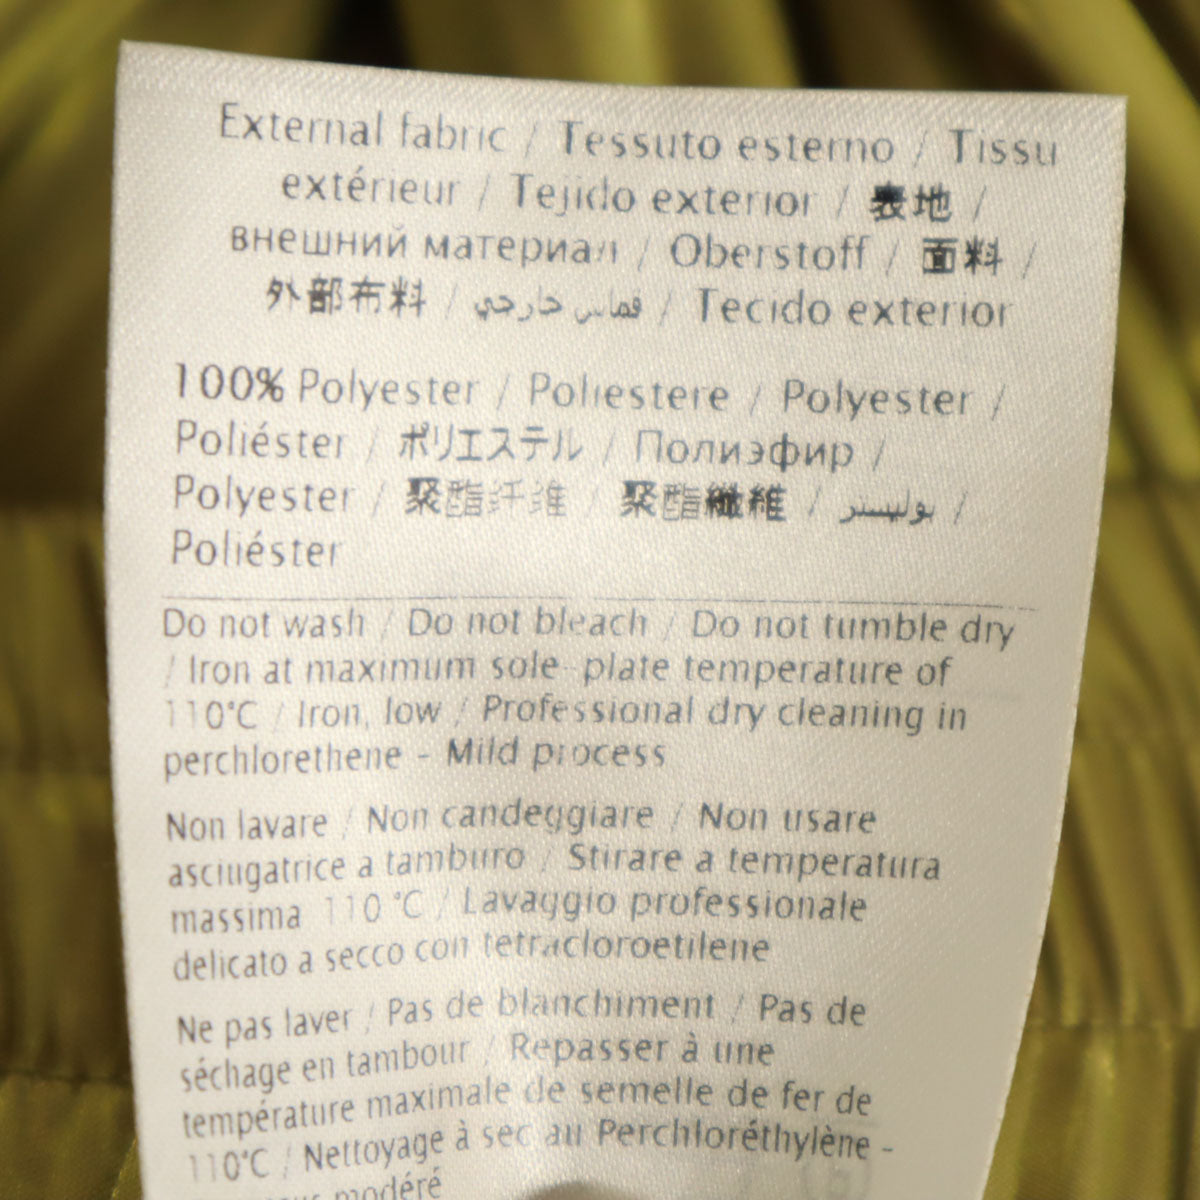 External fabric / Tessuto esterno / Tissu
extérieur / Tejido exterior / 表地 /
внешний материал / Oberstoff / 面料 /
外部布料 / قماس خارجي / Tecido exterior
100% Polyester / Poliestere / Polyester /
Poliéster / ポリエステル / Полиэфир /
Polyester / 聚酯纤维 / 聚酯纖維 / بوليستر /
Poliéster
Do not wash / Do not bleach / Do not tumble dry
/ Iron at maximum sole-plate temperature of
110°C / Iron, low / Professional dry cleaning in
perchlorethene - Mild process
Non lavare / Non candeggiare / Non usare
asciugatrice a tamburo / Stirare a temperatura
massima 110 °C / Lavaggio professionale
delicato a secco con tetracloroetilene
Ne pas laver / Pas de blanchiment / Pas de
séchage en tambour / Repasser à une
température maximale de semelle de fer de
110°C / Nettoyage à sec au Perchloréthylène -
modéré